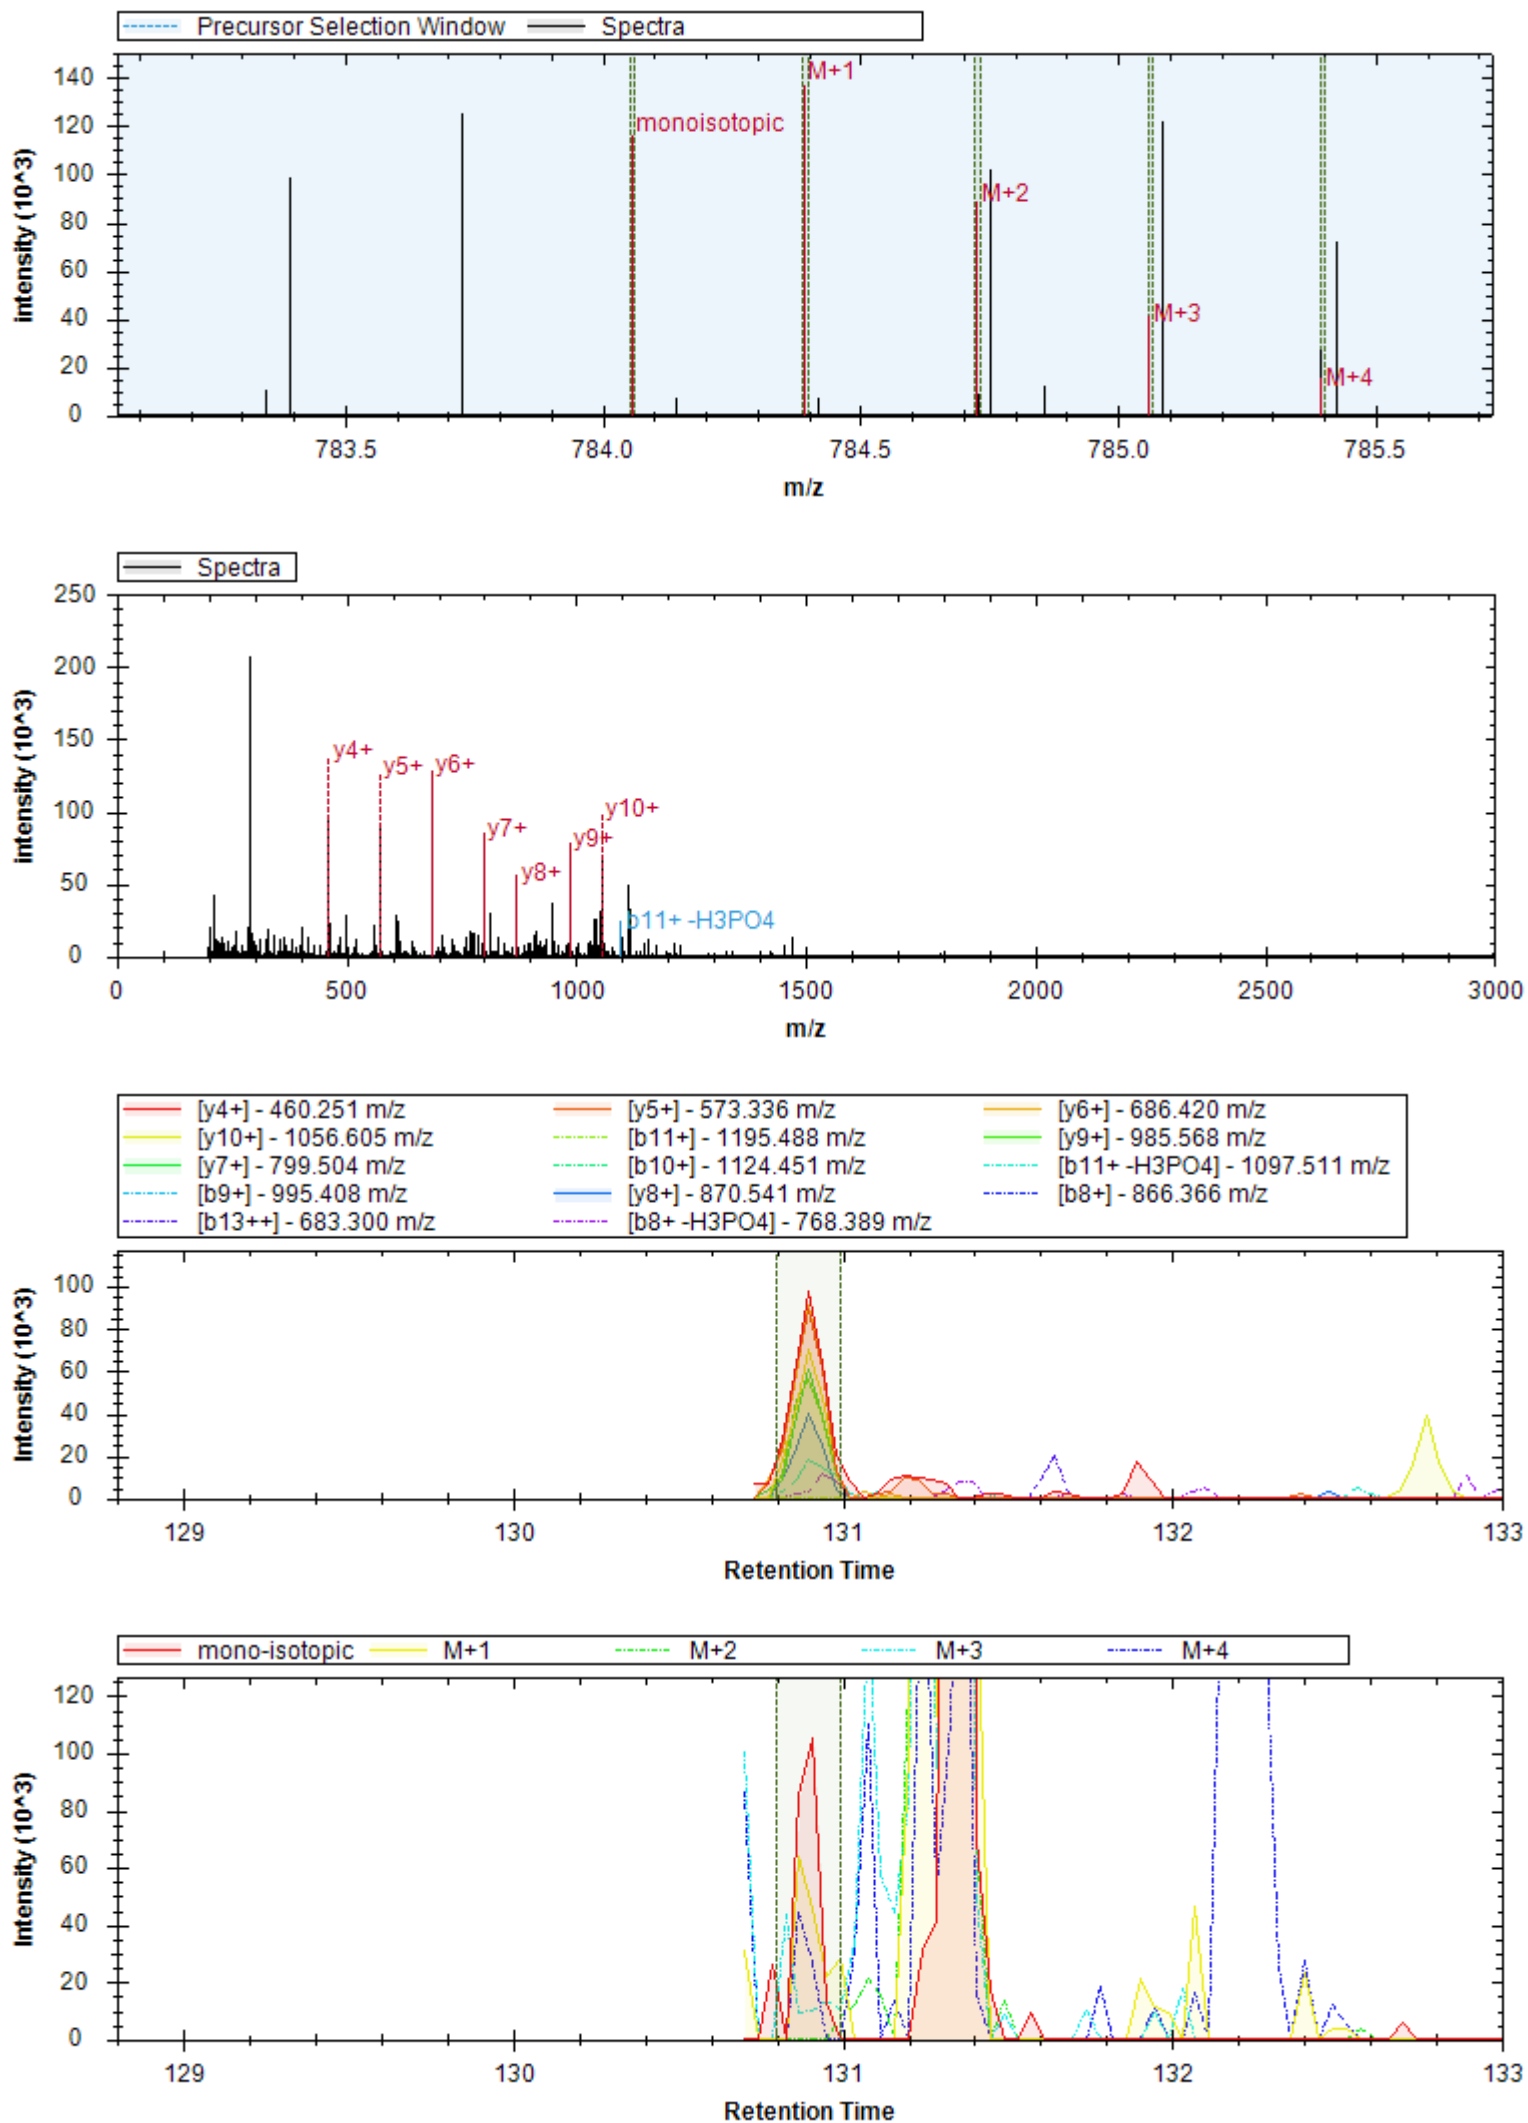 Precursor Selection Window Spectra
140
120
100
80
60
40
20
0
intensity (10^3)
monoisotopic
M+1
M+2
M+3
M+4
783.5 784.0 784.5 785.0 785.5
m/z
Spectra
250
200
150
100
50
0
intensity (10^3)
y4+
y5+
y6+
y7+
y8+
y9+
y10+
b11+ -H3PO4
0 500 1000 1500 2000 2500 3000
m/z
[y4+] - 460.251 m/z [y5+] - 573.336 m/z [y6+] - 686.420 m/z
[y10+] - 1056.605 m/z [b11+] - 1195.488 m/z [y9+] - 985.568 m/z
[y7+] - 799.504 m/z [b10+] - 1124.451 m/z [b11+ -H3PO4] - 1097.511 m/z
[b9+] - 995.408 m/z [y8+] - 870.541 m/z [b8+] - 866.366 m/z
[b13++] - 683.300 m/z [b8+ -H3PO4] - 768.389 m/z
100
80
60
40
20
0
Intensity (10^3)
129 130 131 132 133
Retention Time
mono-isotopic M+1 M+2 M+3 M+4
120
100
80
60
40
20
0
Intensity (10^3)
129 130 131 132 133
Retention Time